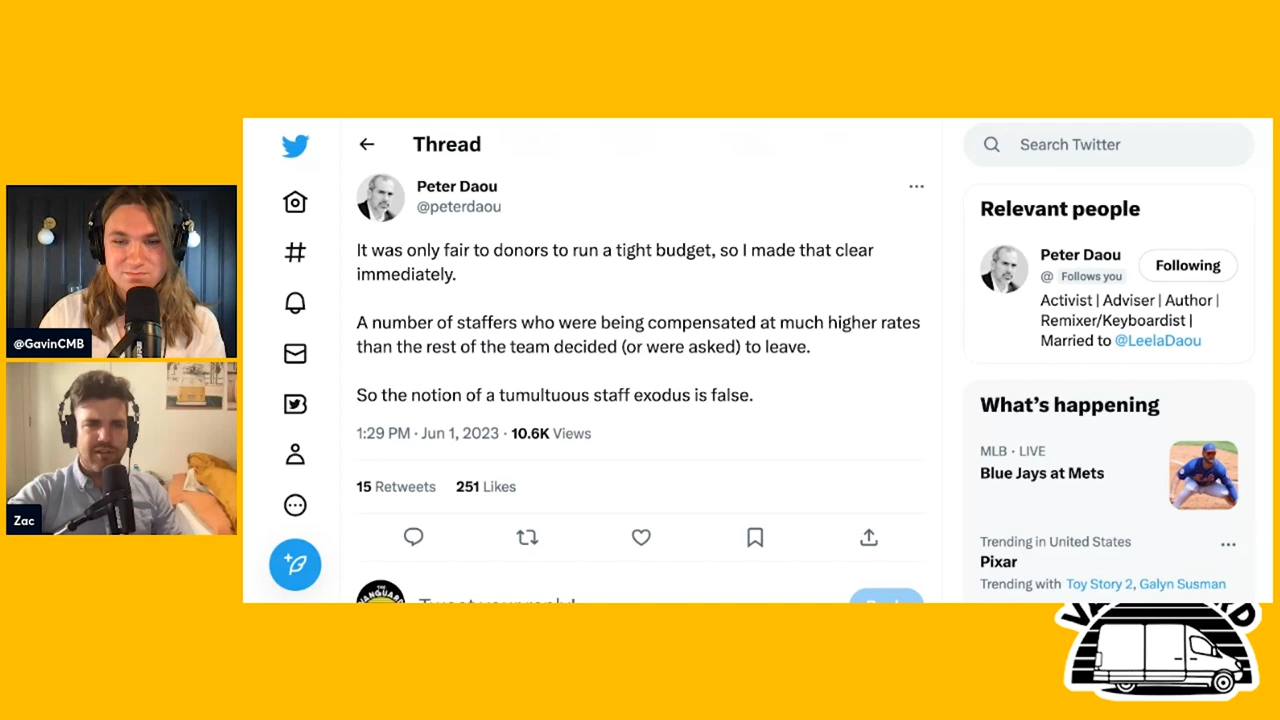 Thread
Search Twitter
Peter Daou
@peterdaou
It was only fair to donors to run a tight budget, so I made that clear
immediately.
A number of staffers who were being compensated at much higher rates
than the rest of the team decided (or were asked) to leave.
So the notion of a tumultuous staff exodus is false.
1:29 PM · Jun 1, 2023 · 10.6K Views
15 Retweets 251 Likes
Relevant people
Peter Daou
@ Follows you
Following
Activist | Adviser | Author |
Remixer/Keyboardist |
Married to @LeelaDaou
What's happening
MLB · LIVE
Blue Jays at Mets
Trending in United States
Pixar
Trending with Toy Story 2, Galyn Susman
@GavinCMB
Zac
THE
VANGUARD